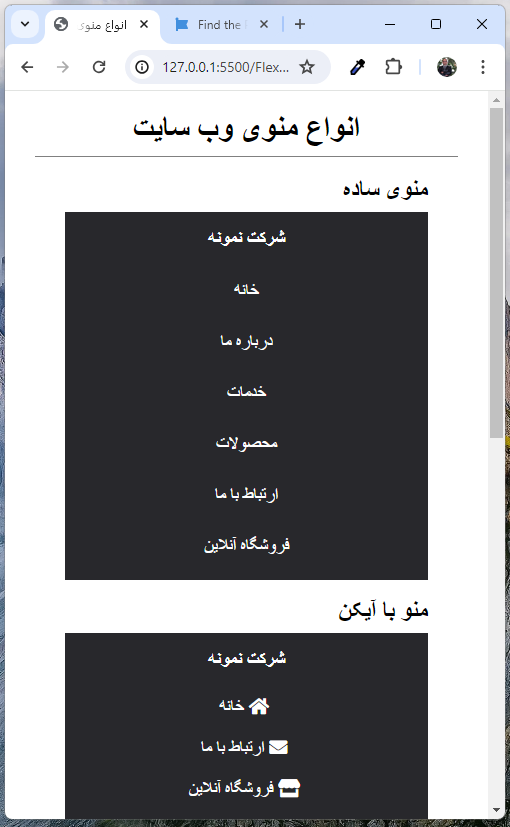 انواع منوی
Find the
127.0.0.1:5500/Flex...
انواع منوی وب سایت
منوی ساده
شرکت نمونه
خانه
درباره ما
خدمات
محصولات
ارتباط با ما
فروشگاه آنلاین
منو با آیکن
شرکت نمونه
خانه
ارتباط با ما
فروشگاه آنلاین